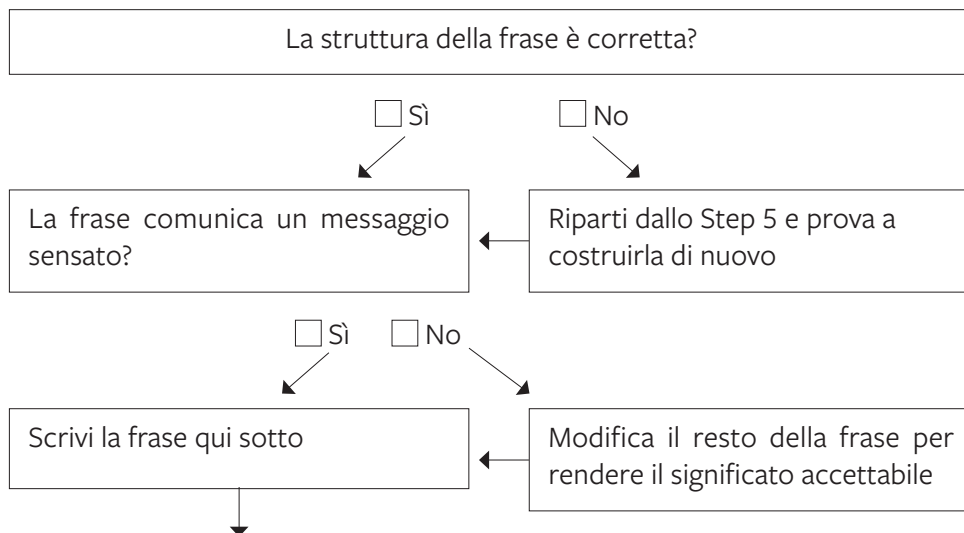 La struttura della frase è corretta?
Sì
No
La frase comunica un messaggio
sensato?
Riparti dallo Step 5 e prova a
costruirla di nuovo
Sì
No
Scrivi la frase qui sotto
Modifica il resto della frase per
rendere il significato accettabile